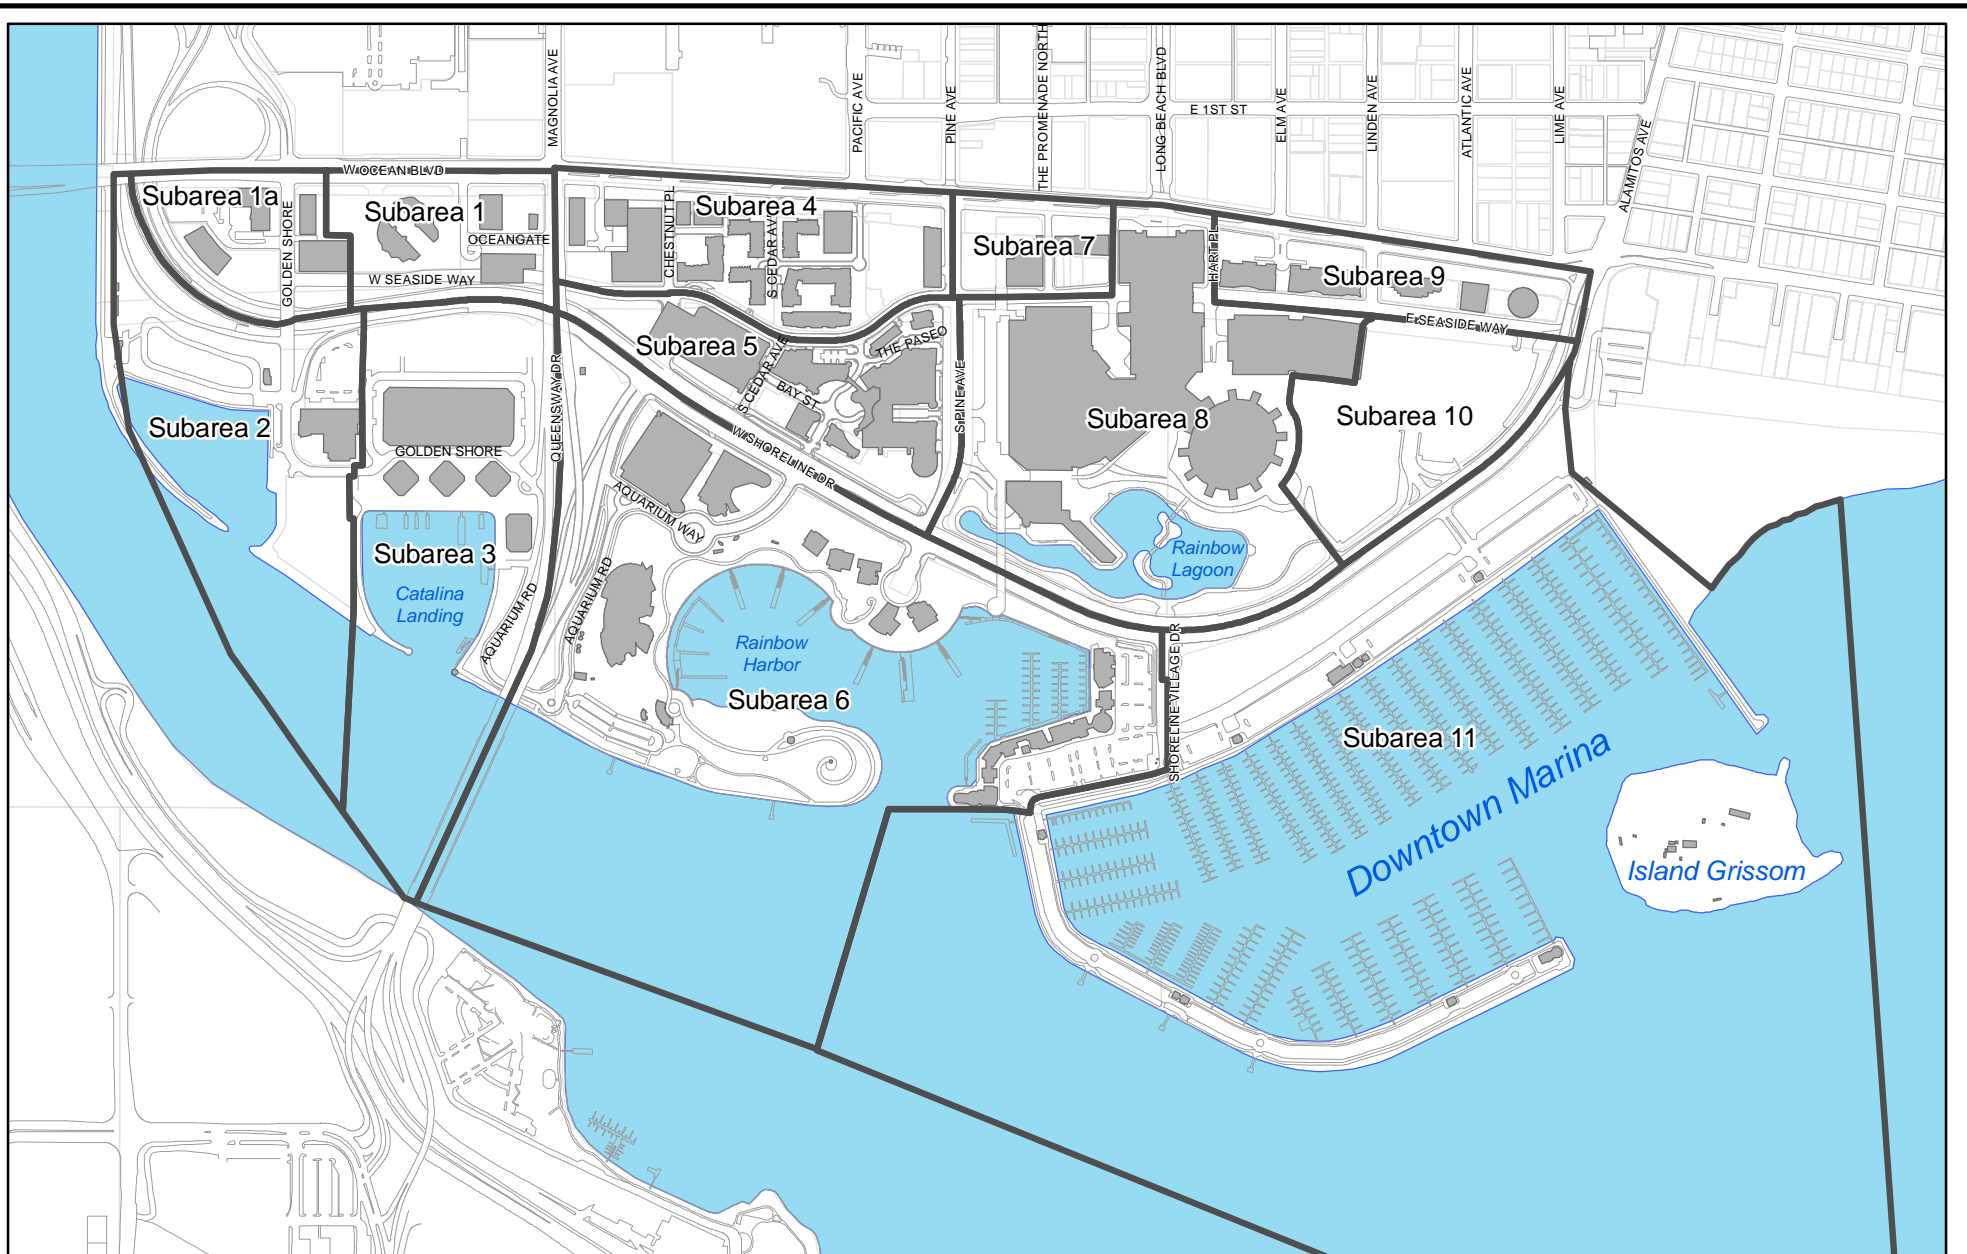 MAGNOLIA AVE
PACIFIC AVE
PINE AVE
THE PROMENADE NORTH
LONG BEACH BLVD
E 1ST ST
ELM AVE
LINDEN AVE
ATLANTIC AVE
LIME AVE
ALAMITOS AVE
W OCEAN BLVD
Subarea 1a
GOLDEN SHORE
Subarea 1
OCEANGATE
W SEASIDE WAY
CHESTNUT PL
Subarea 4
S CEDAR AV
Subarea 7
HART PL
Subarea 9
E SEASIDE WAY
Subarea 5
THE PASEO
S CEDAR AVE
BAY ST
S PINE AVE
QUEENSWAY DR
Subarea 2
GOLDEN SHORE
W SHORELINE DR
Subarea 8
Subarea 10
AQUARIUM WAY
Subarea 3
Catalina
Landing
AQUARIUM RD
AQUARIUM RD
Rainbow
Lagoon
Rainbow
Harbor
Subarea 6
SHORELINE VILLAGE DR
Subarea 11
Downtown Marina
Island Grissom